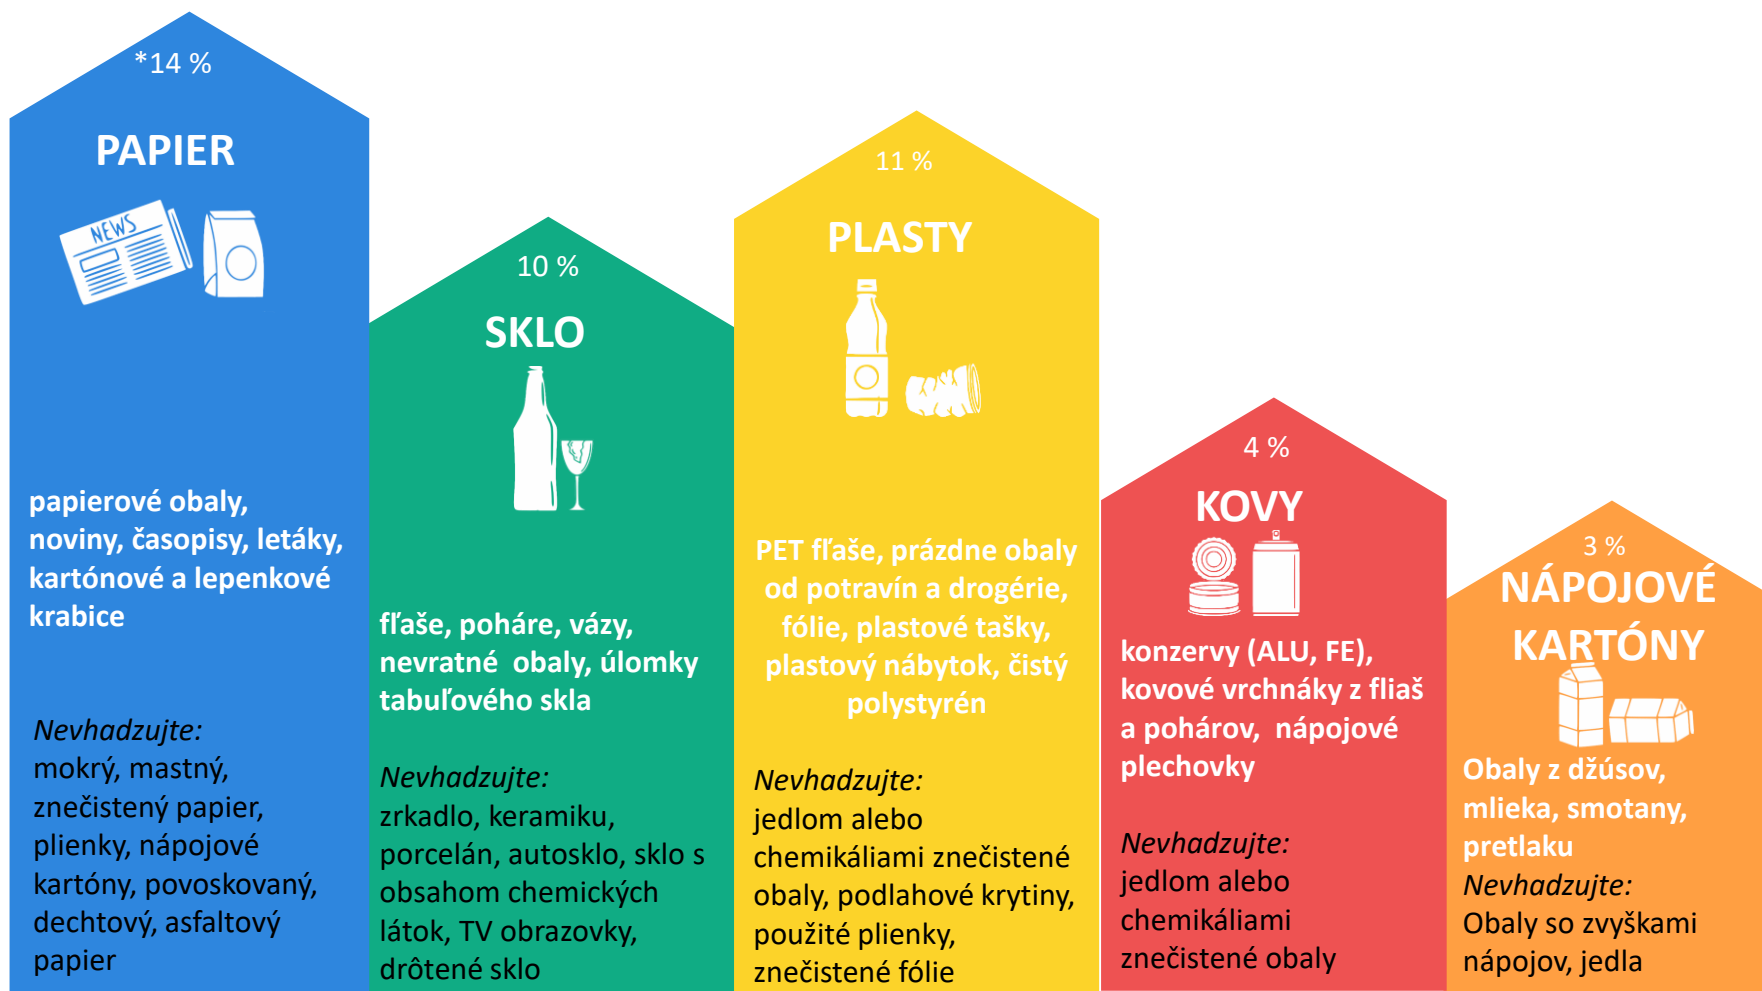 *14 %
PAPIER
NEWS
papierové obaly,
noviny, časopisy, letáky,
kartónové a lepenkové
krabice
Nevhadzujte:
mokrý, mastný,
znečistený papier,
plienky, nápojové
kartóny, povoskovaný,
dechtový, asfaltový
papier
10 %
SKLO
fľaše, poháre, vázy,
nevratné  obaly, úlomky
tabuľového skla
Nevhadzujte:
zrkadlo, keramiku,
porcelán, autosklo, sklo s
obsahom chemických
látok, TV obrazovky,
drôtené sklo
11 %
PLASTY
PET fľaše, prázdne obaly
od potravín a drogérie,
fólie, plastové tašky,
plastový nábytok, čistý
polystyrén
Nevhadzujte:
jedlom alebo
chemikáliami znečistené
obaly, podlahové krytiny,
použité plienky,
znečistené fólie
4 %
KOVY
konzervy (ALU, FE),
kovové vrchnáky z fliaš
a pohárov,  nápojové
plechovky
Nevhadzujte:
jedlom alebo
chemikáliami
znečistené obaly
3 %
NÁPOJOVÉ
KARTÓNY
Obaly z džúsov,
mlieka, smotany,
pretlaku
Nevhadzujte:
Obaly so zvyškami
nápojov, jedla